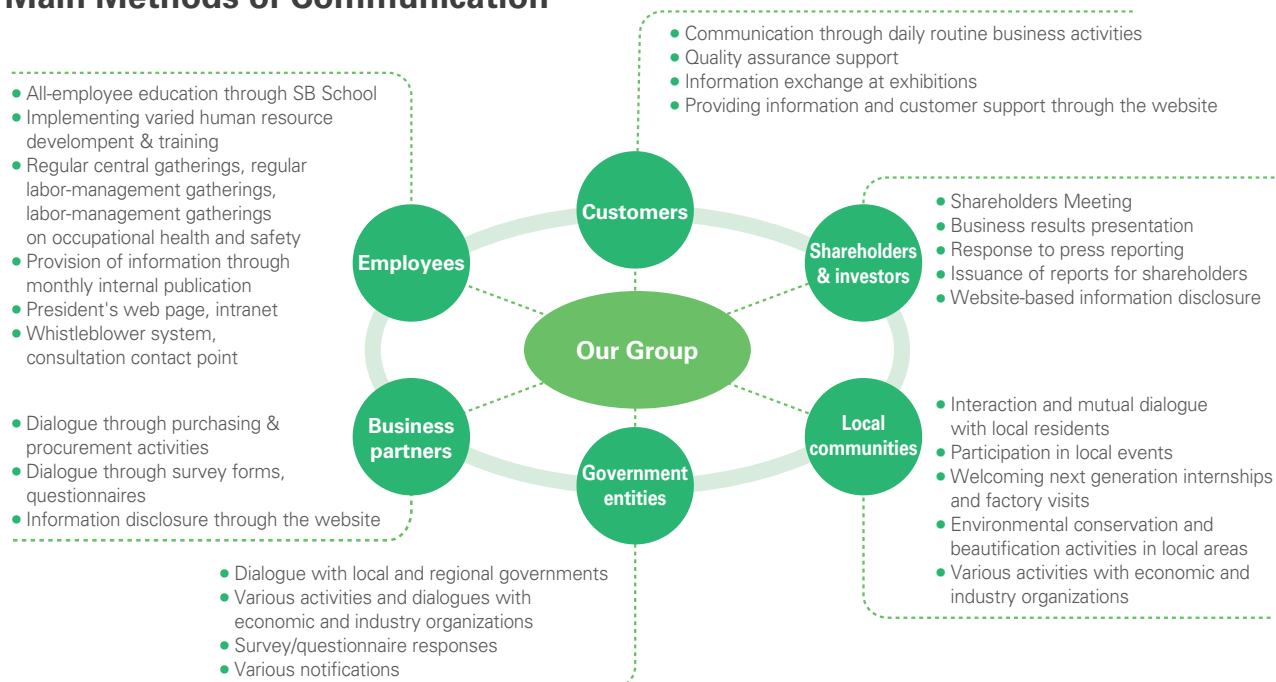 Main Methods of Communication
● Communication through daily routine business activities
● Quality assurance support
● Information exchange at exhibitions
● Providing information and customer support through the website
● All-employee education through SB School
● Implementing varied human resource
develompent & training
● Regular central gatherings, regular
labor-management gatherings,
labor-management gatherings
on occupational health and safety
● Provision of information through
monthly internal publication
● President's web page, intranet
● Whistleblower system,
consultation contact point
Customers
Employees
Shareholders
& investors
● Shareholders Meeting
● Business results presentation
● Response to press reporting
● Issuance of reports for shareholders
● Website-based information disclosure
Our Group
Business
partners
Government
entities
Local
communities
● Dialogue through purchasing &
procurement activities
● Dialogue through survey forms,
questionnaires
● Information disclosure through the website
● Interaction and mutual dialogue
with local residents
● Participation in local events
● Welcoming next generation internships
and factory visits
● Environmental conservation and
beautification activities in local areas
● Various activities with economic and
industry organizations
● Dialogue with local and regional governments
● Various activities and dialogues with
economic and industry organizations
● Survey/questionnaire responses
● Various notifications